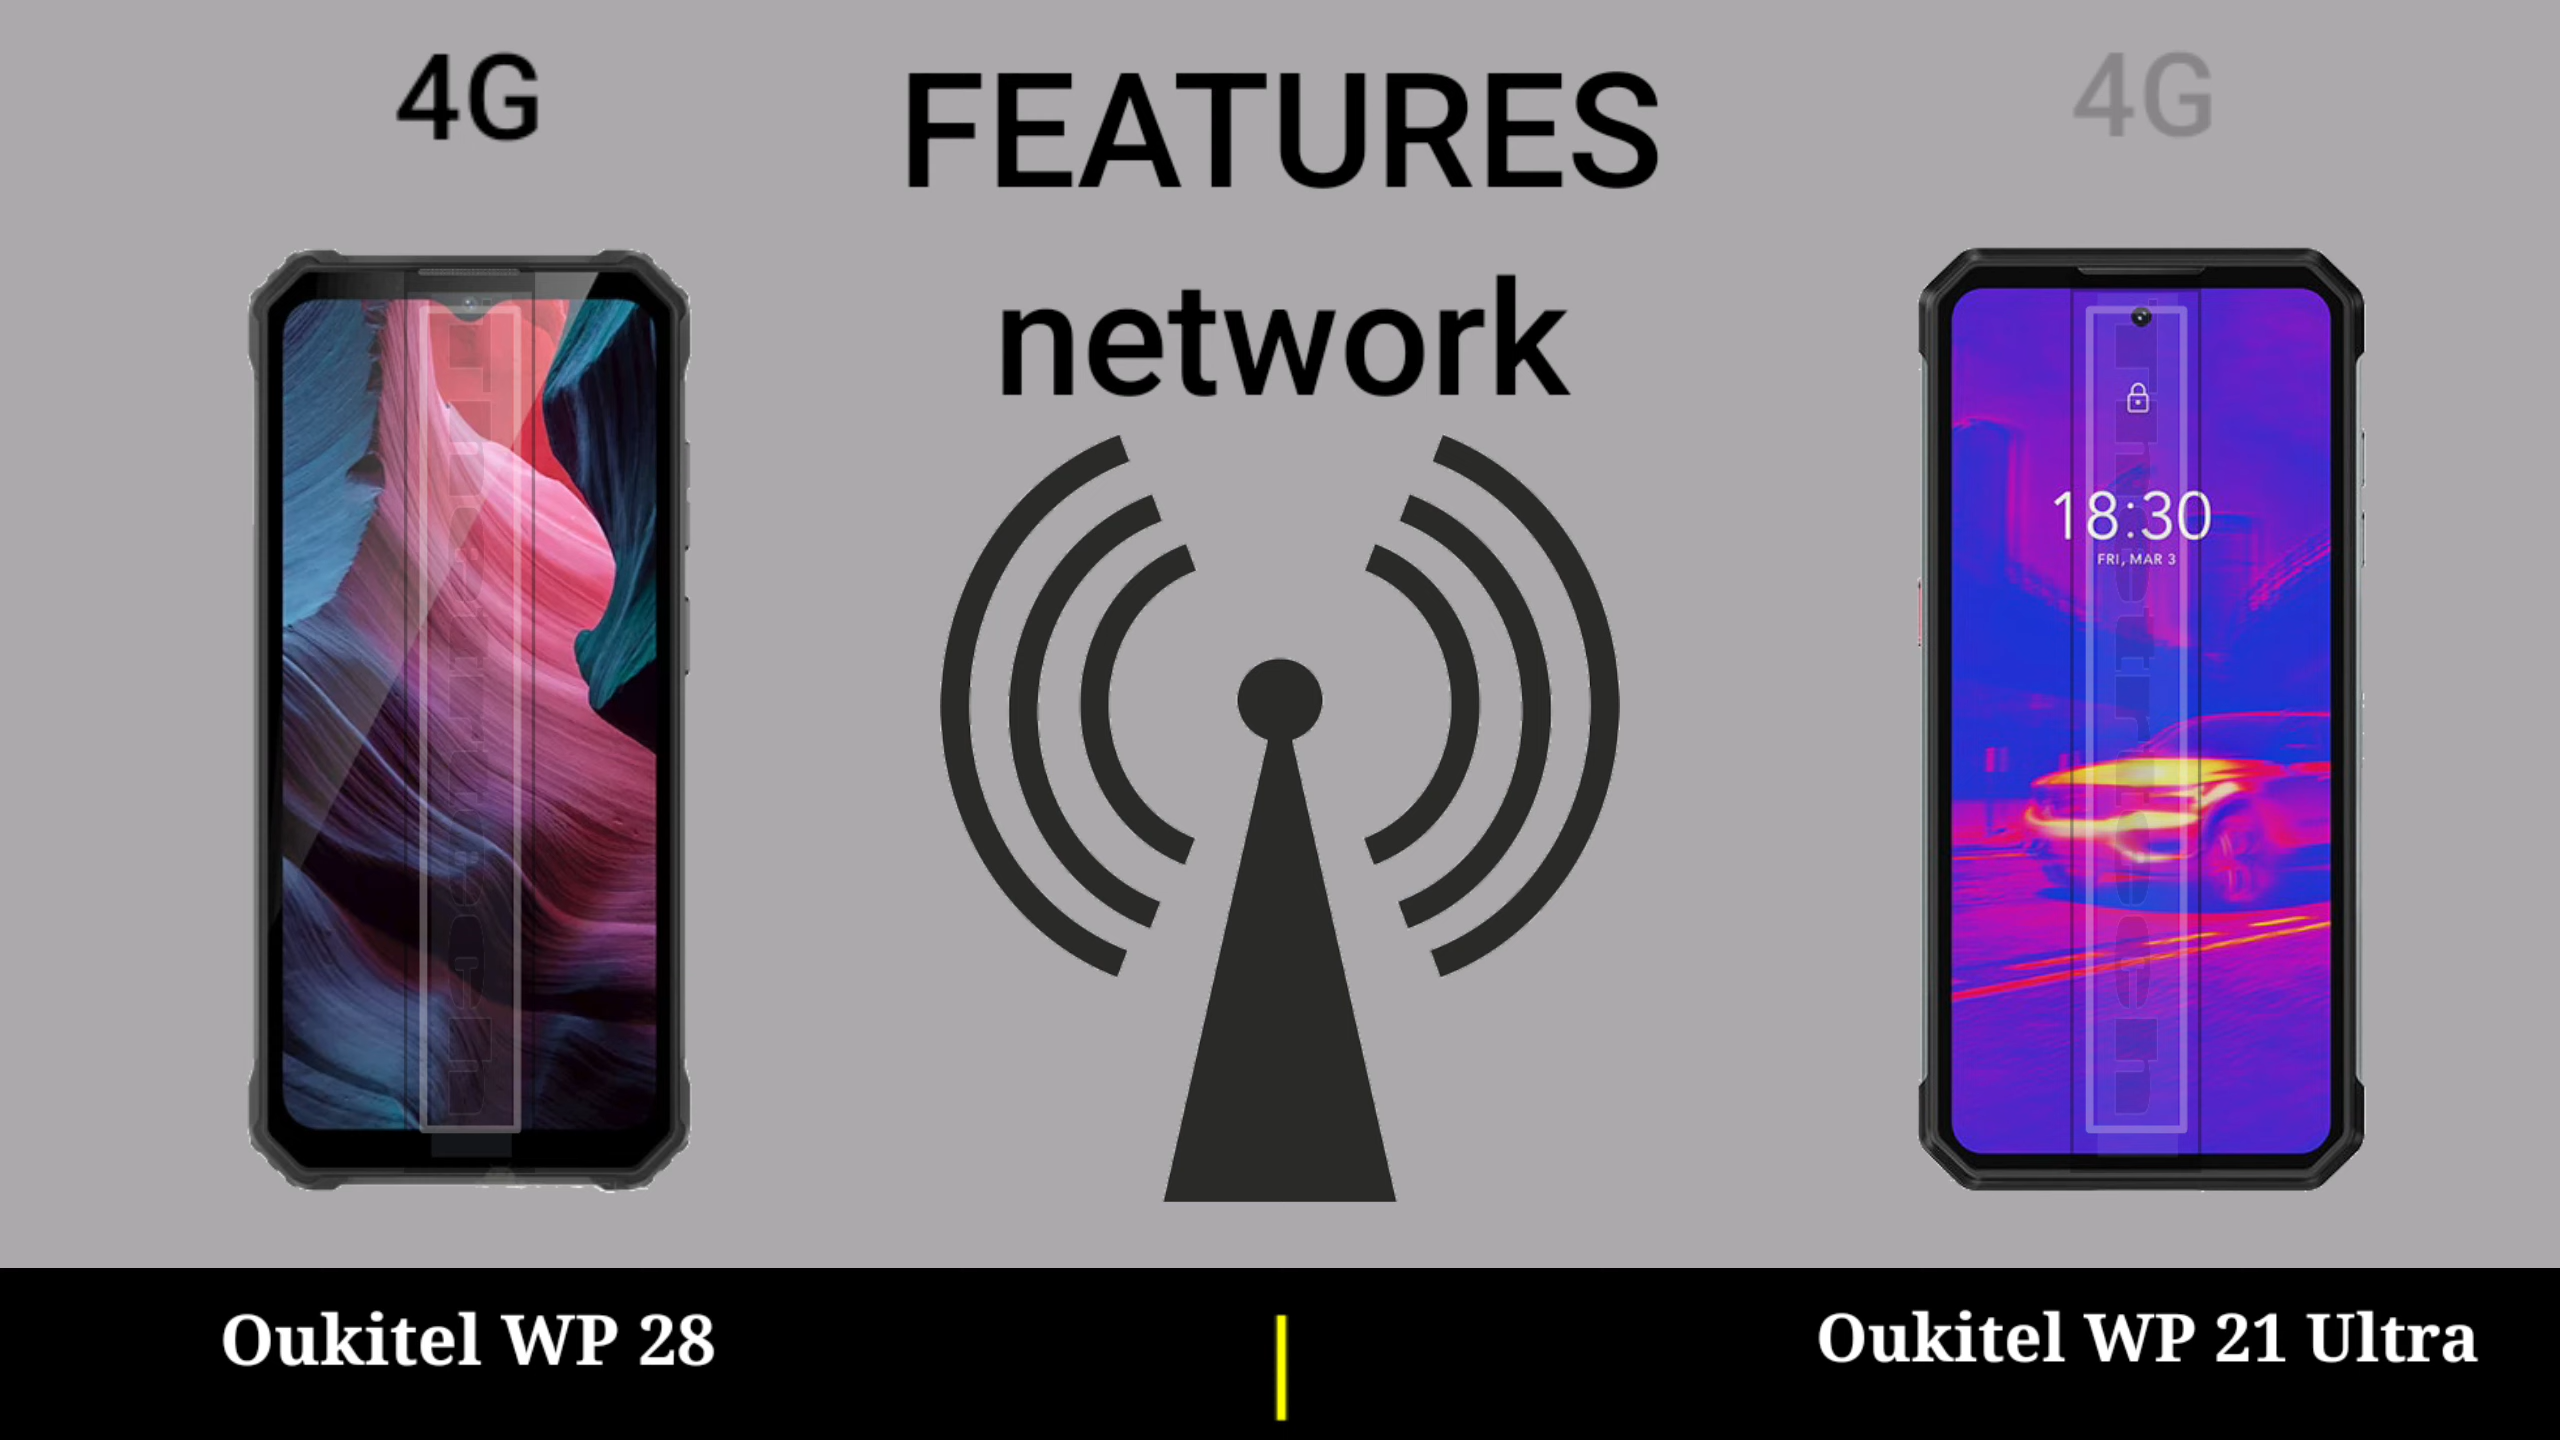 4G
FEATURES
4G
network
18:30
FRI, MAR 3
Oukitel WP 28
Oukitel WP 21 Ultra